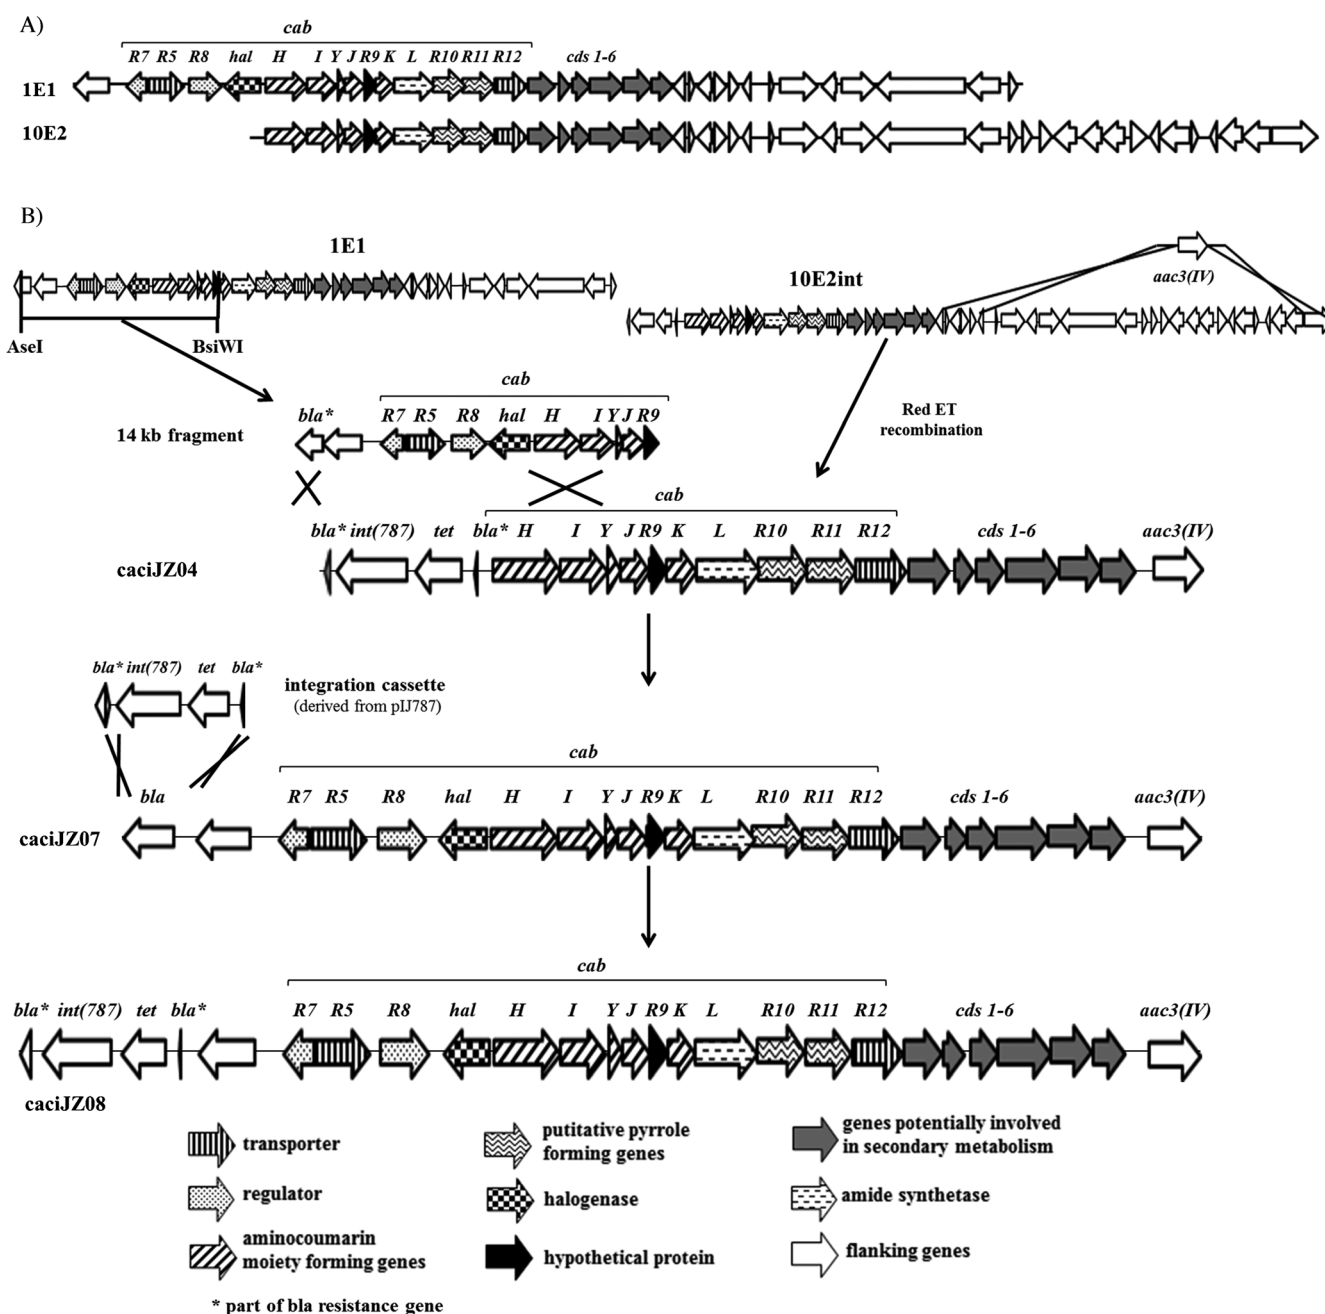 A)
cab
R7 R5 R8 hal H I Y J R9 K L R10 R11 R12 cds 1-6
1E1
10E2
B)
1E1
10E2int
aac3(IV)
AseI BsiWI
cab
Red ET
recombination
bla* R7 R5 R8 hal H I Y J R9
14 kb fragment
cab
bla* int(787) tet bla* H I Y J R9 K L R10 R11 R12 cds 1-6 aac3(IV)
caciJZ04
bla* int(787) tet bla*
integration cassette
(derived from pIJ787)
cab
bla R7 R5 R8 hal H I Y J R9 K L R10 R11 R12 cds 1-6 aac3(IV)
caciJZ07
cab
bla* int(787) tet bla* R7 R5 R8 hal H I Y J R9 K L R10 R11 R12 cds 1-6 aac3(IV)
caciJZ08
transporter
regulator
aminocoumarin
moiety forming genes
putitative pyrrole
forming genes
halogenase
hypothetical protein
genes potentially involved
in secondary metabolism
amide synthetase
flanking genes
* part of bla resistance gene